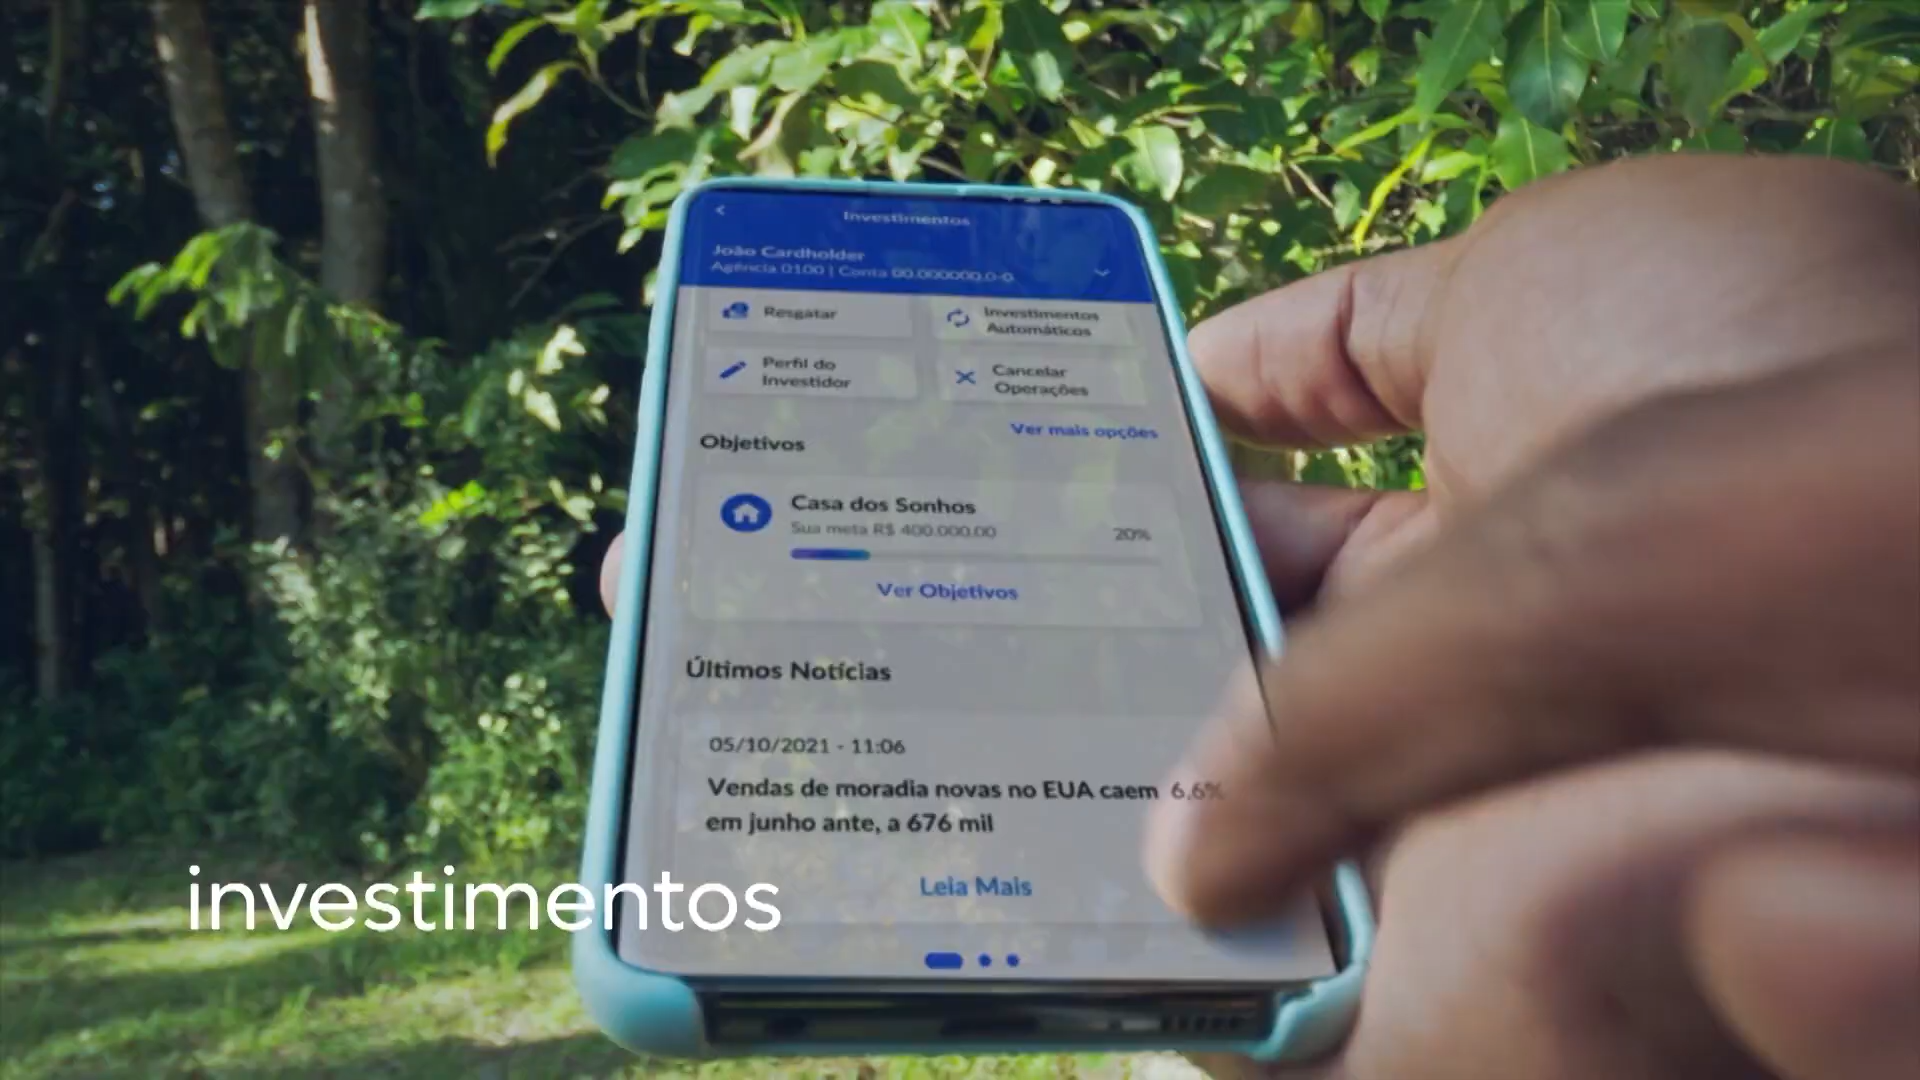 Investimentos
João Cardholder
Agência 0100 | Conta 00.000000.0-0
Resgatar
Investimentos
Automáticos
Perfil do
Investidor
Cancelar
Operações
Ver mais opções
Objetivos
Casa dos Sonhos
Sua meta R$ 400.000.00
20%
Ver Objetivos
Últimos Notícias
05/10/2021 - 11:06
Vendas de moradia novas no EUA caem 6,6%
em junho ante, a 676 mil
Leia Mais
investimentos